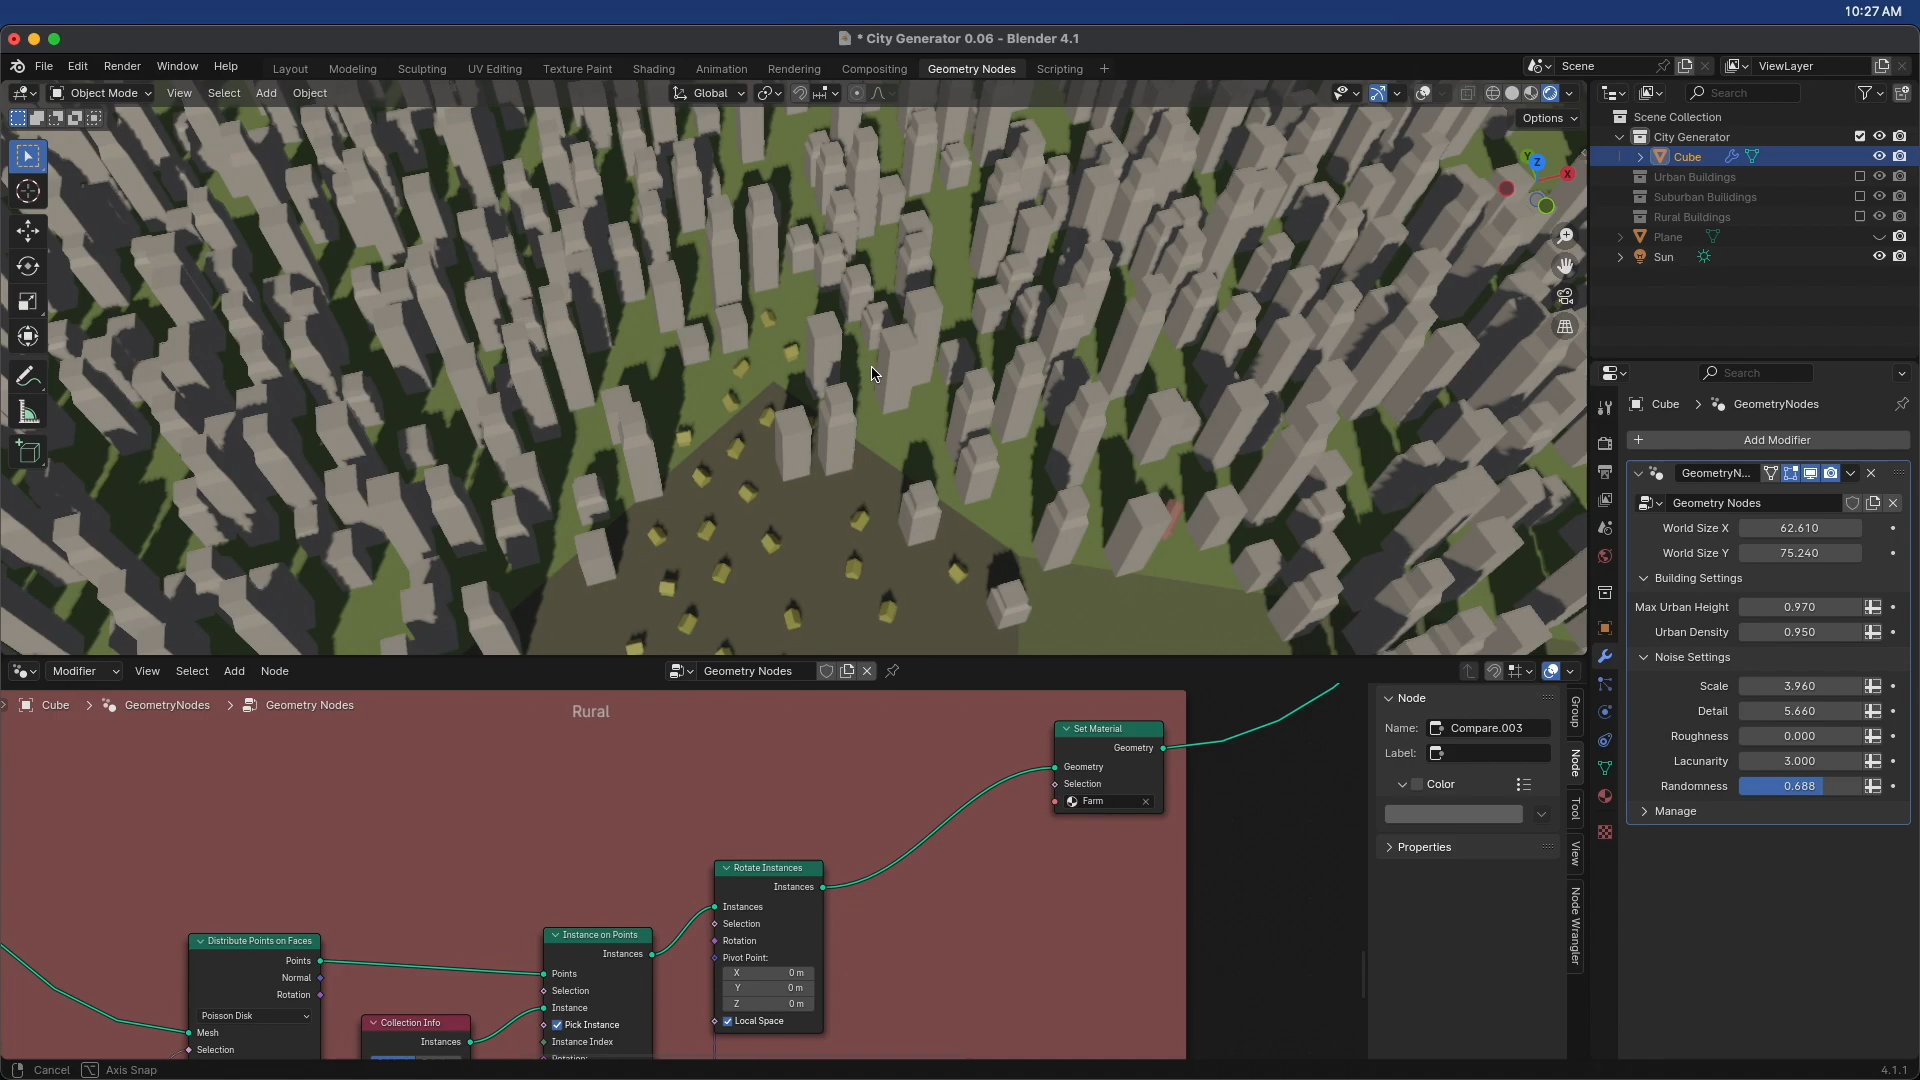 10:27 AM
* City Generator 0.06 - Blender 4.1
File Edit Render Window Help Layout Modeling Sculpting UV Editing Texture Paint Shading Animation Rendering Compositing Geometry Nodes Scripting + Scene ViewLayer
Object Mode View Select Add Object Global Search
Options
Scene Collection
City Generator
Cube
Urban Buildings
Suburban Builidings
Rural Buildings
Plane
Sun
Y
Z
X
Search
Cube > GeometryNodes
+ Add Modifier
GeometryN...
Geometry Nodes
World Size X 62.610
World Size Y 75.240
Building Settings
Max Urban Height 0.970
Urban Density 0.950
Noise Settings
Scale 3.960
Detail 5.660
Roughness 0.000
Lacunarity 3.000
Randomness 0.688
Manage
Modifier View Select Add Node Geometry Nodes
Cube > GeometryNodes > Geometry Nodes
Rural
Set Material
Geometry
Geometry
Selection
Farm
Rotate Instances
Instances
Instances
Selection
Rotation
Pivot Point:
X 0 m
Y 0 m
Z 0 m
Local Space
Distribute Points on Faces
Points
Normal
Rotation
Poisson Disk
Mesh
Selection
Collection Info
Instances
Instance on Points
Instances
Points
Selection
Instance
Pick Instance
Instance Index
Rotation:
Node
Name: Compare.003
Label:
Color
Properties
Group
Node
Tool
View
Node Wrangler
Cancel Axis Snap
4.1.1